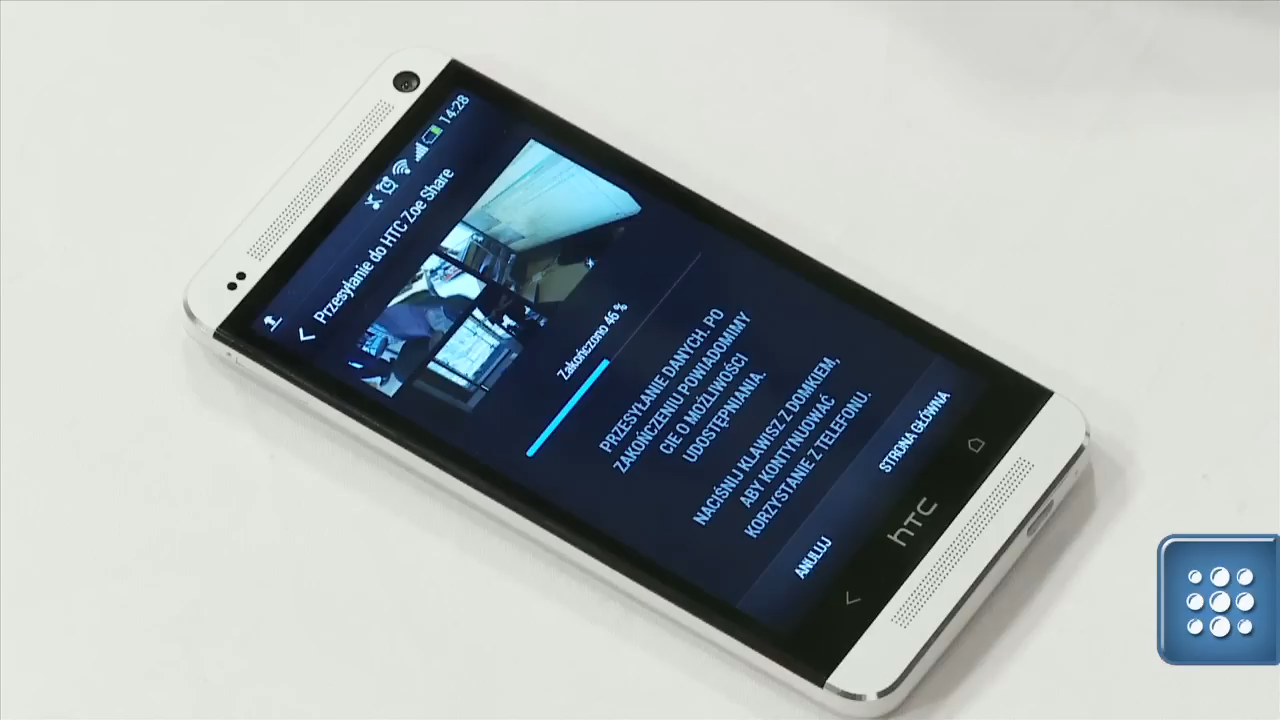 14:28
Przesyłanie do HTC Zoe Share
Zakończono 46 %
PRZESYŁANIE DANYCH. PO
ZAKOŃCZENIU POWIADOMIMY
CIE O MOŻLIWOŚCI
UDOSTĘPNIANIA.
NACIŚNIJ KLAWISZ Z DOMKIEM,
ABY KONTYNUOWAĆ
KORZYSTANIE Z TELEFONU.
ANULUJ
STRONA GŁÓWNA
hTC